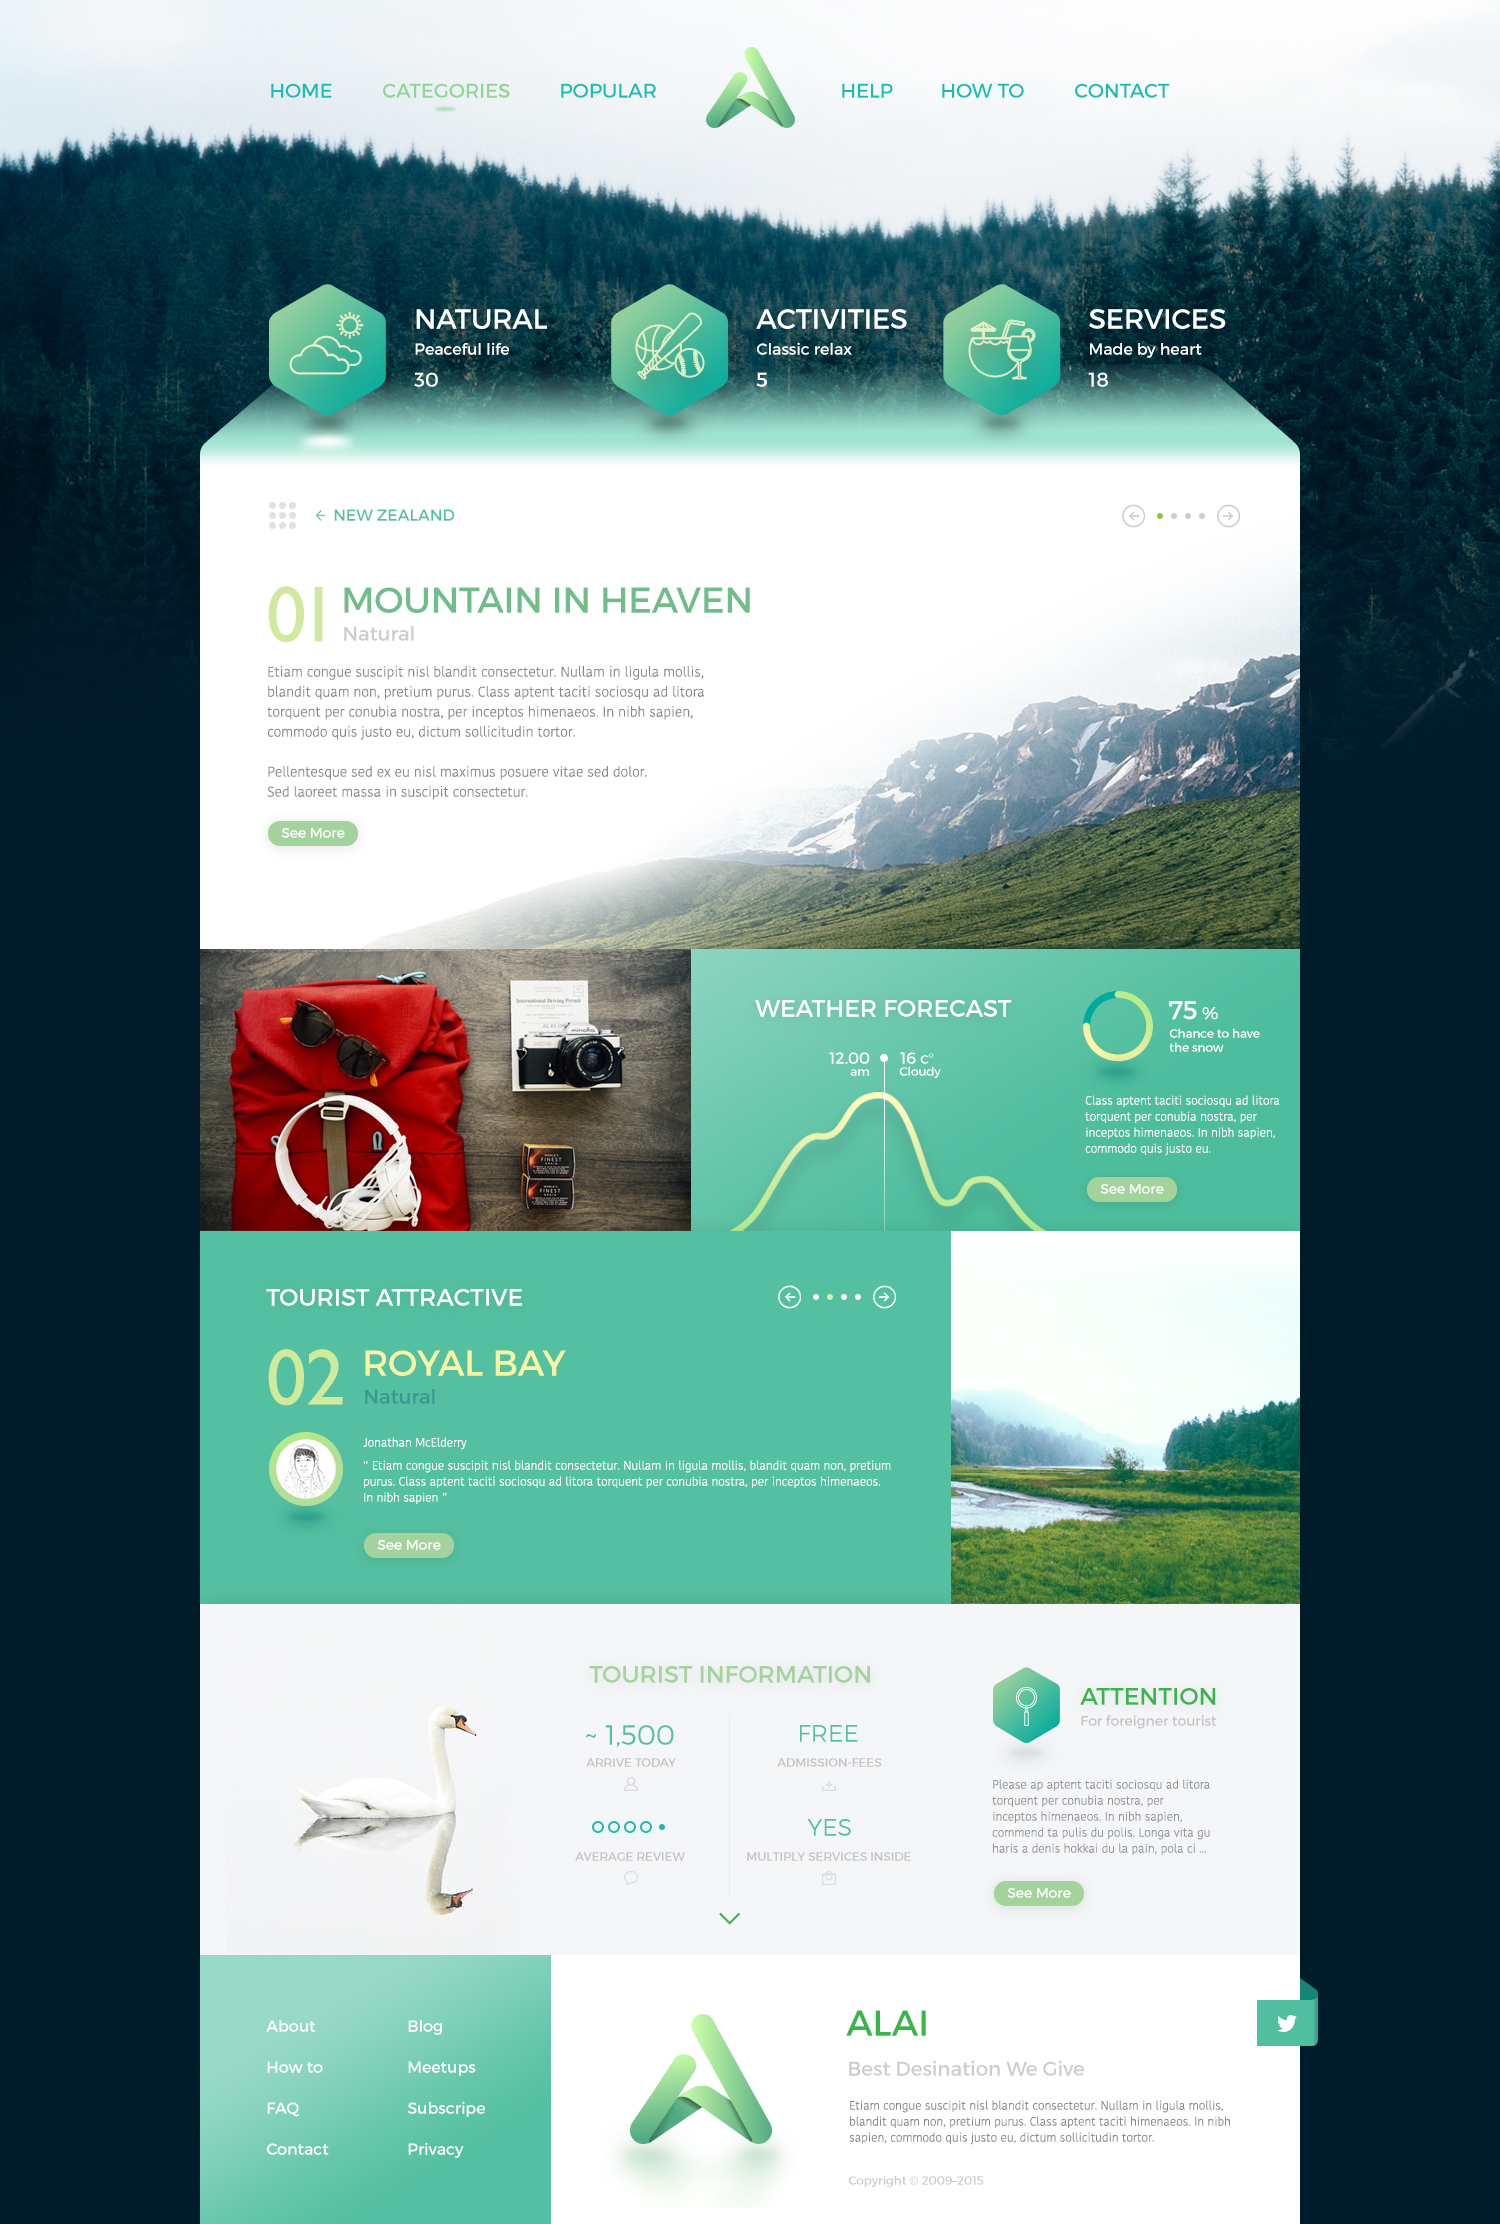 HOME
CATEGORIES
POPULAR
HELP
HOW TO
CONTACT
NATURAL
Peaceful life
30
ACTIVITIES
Classic relax
5
SERVICES
Made by heart
18
← NEW ZEALAND
01
MOUNTAIN IN HEAVEN
Natural
Etiam congue suscipit nisl blandit consectetur. Nullam in ligula mollis,
blandit quam non, pretium purus. Class aptent taciti sociosqu ad litora
torquent per conubia nostra, per inceptos himenaeos. In nibh sapien,
commodo quis justo eu, dictum sollicitudin tortor.
Pellentesque sed ex eu nisl maximus posuere vitae sed dolor.
Sed laoreet massa in suscipit consectetur.
See More
International Driving Permit
minolta
FINEST
FINEST
WEATHER FORECAST
12.00
am
16 C°
Cloudy
75 %
Chance to have
the snow
Class aptent taciti sociosqu ad litora
torquent per conubia nostra, per
inceptos himenaeos. In nibh sapien,
commodo quis justo eu.
See More
TOURIST ATTRACTIVE
02
ROYAL BAY
Natural
Jonathan McElderry
“ Etiam congue suscipit nisl blandit consectetur. Nullam in ligula mollis, blandit quam non, pretium
purus. Class aptent taciti sociosqu ad litora torquent per conubia nostra, per inceptos himenaeos.
In nibh sapien ”
See More
TOURIST INFORMATION
~ 1,500
ARRIVE TODAY
FREE
ADMISSION-FEES
AVERAGE REVIEW
YES
MULTIPLY SERVICES INSIDE
ATTENTION
For foreigner tourist
Please ap aptent taciti sociosqu ad litora
torquent per conubia nostra, per
inceptos himenaeos. In nibh sapien,
commend ta pulis du polis. Longa vita gu
haris a denis hokkai du la pain, pola ci ...
See More
About
How to
FAQ
Contact
Blog
Meetups
Subscripe
Privacy
ALAI
Best Desination We Give
Etiam congue suscipit nisl blandit consectetur. Nullam in ligula mollis,
blandit quam non, pretium purus. Class aptent taciti himenaeos. In nibh
sapien, commodo quis justo eu, dictum sollicitudin tortor.
Copyright © 2009-2015